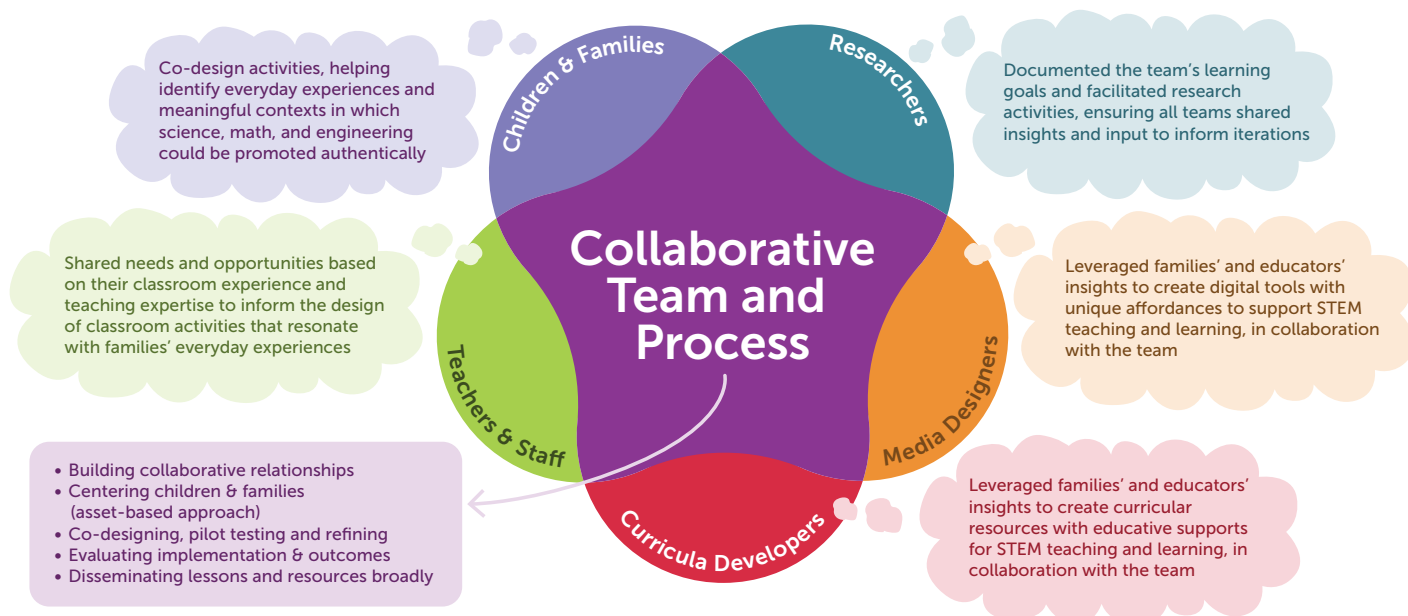 Children & Families
Co-design activities, helping
identify everyday experiences and
meaningful contexts in which
science, math, and engineering
could be promoted authentically
Researchers
Documented the team’s learning
goals and facilitated research
activities, ensuring all teams shared
insights and input to inform iterations
Teachers & Staff
Shared needs and opportunities based
on their classroom experience and
teaching expertise to inform the design
of classroom activities that resonate
with families’ everyday experiences
Collaborative
Team and
Process
Media Designers
Leveraged families’ and educators’
insights to create digital tools with
unique affordances to support STEM
teaching and learning, in collaboration
with the team
• Building collaborative relationships
• Centering children & families
(asset-based approach)
• Co-designing, pilot testing and refining
• Evaluating implementation & outcomes
• Disseminating lessons and resources broadly
Curricula Developers
Leveraged families’ and educators’
insights to create curricular
resources with educative supports
for STEM teaching and learning, in
collaboration with the team